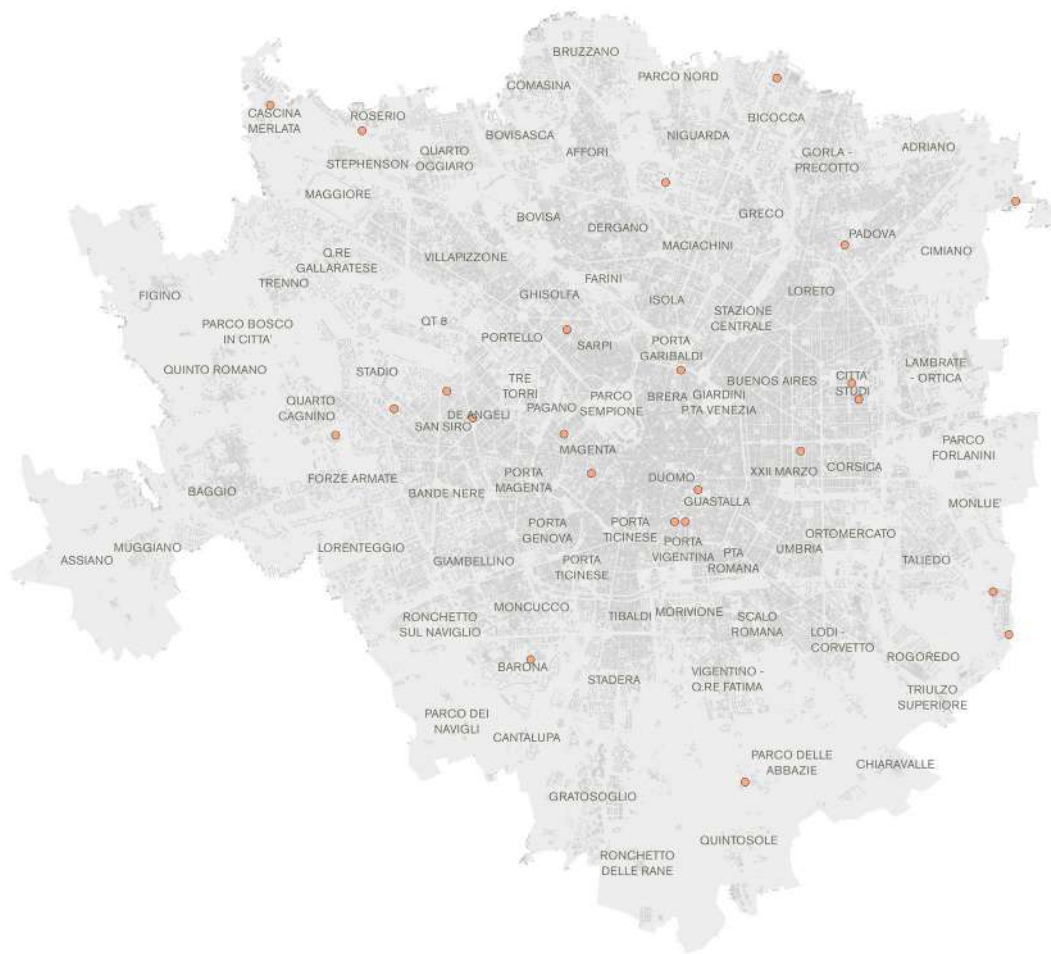 BRUZZANO
PARCO NORD
COMASINA
CASCINA
MERLATA
ROSERIO
BICOCCA
BOVISASCA
NIGUARDA
QUARTO
OGGIARO
AFFORI
GORLA -
PRECOTTO
ADRIANO
STEPHENSON
MAGGIORE
BOVISA
GRECO
DERGANO
PADOVA
MACIACHINI
CIMIANO
Q.RE
GALLARATESE
VILLAPIZZONE
TRENNO
FARINI
FIGINO
GHISOLFA
ISOLA
LORETO
STAZIONE
CENTRALE
PARCO BOSCO
IN CITTA'
QT 8
PORTELLO
SARPI
PORTA
GARIBALDI
QUINTO ROMANO
STADIO
TRE
TORRI
BUENOS AIRES
CITTA'
STUDI
LAMBRATE
- ORTICA
QUARTO
CAGNINO
DE ANGELI
PAGANO
PARCO
SEMPIONE
BRERA
GIARDINI
P.TA VENEZIA
SAN SIRO
PARCO
FORLANINI
MAGENTA
FORZE ARMATE
PORTA
MAGENTA
DUOMO
XXII MARZO
CORSICA
BAGGIO
BANDE NERE
GUASTALLA
MONLUE'
PORTA
GENOVA
PORTA
TICINESE
ORTOMERCATO
ASSIANO
MUGGIANO
LORENTEGGIO
PORTA
VIGENTINA
UMBRIA
GIAMBELLINO
PORTA
TICINESE
PTA
ROMANA
TALIEDO
RONCHETTO
SUL NAVIGLIO
MONCUCCO
TIBALDI
MORIVIONE
SCALO
ROMANA
LODI -
CORVETTO
ROGOREDO
BARONA
STADERA
VIGENTINO -
Q.RE FATIMA
TRIULZO
SUPERIORE
PARCO DEI
NAVIGLI
CANTALUPA
PARCO DELLE
ABBAZIE
CHIARAVALLE
GRATOSOGLIO
QUINTOSOLE
RONCHETTO
DELLE RANE